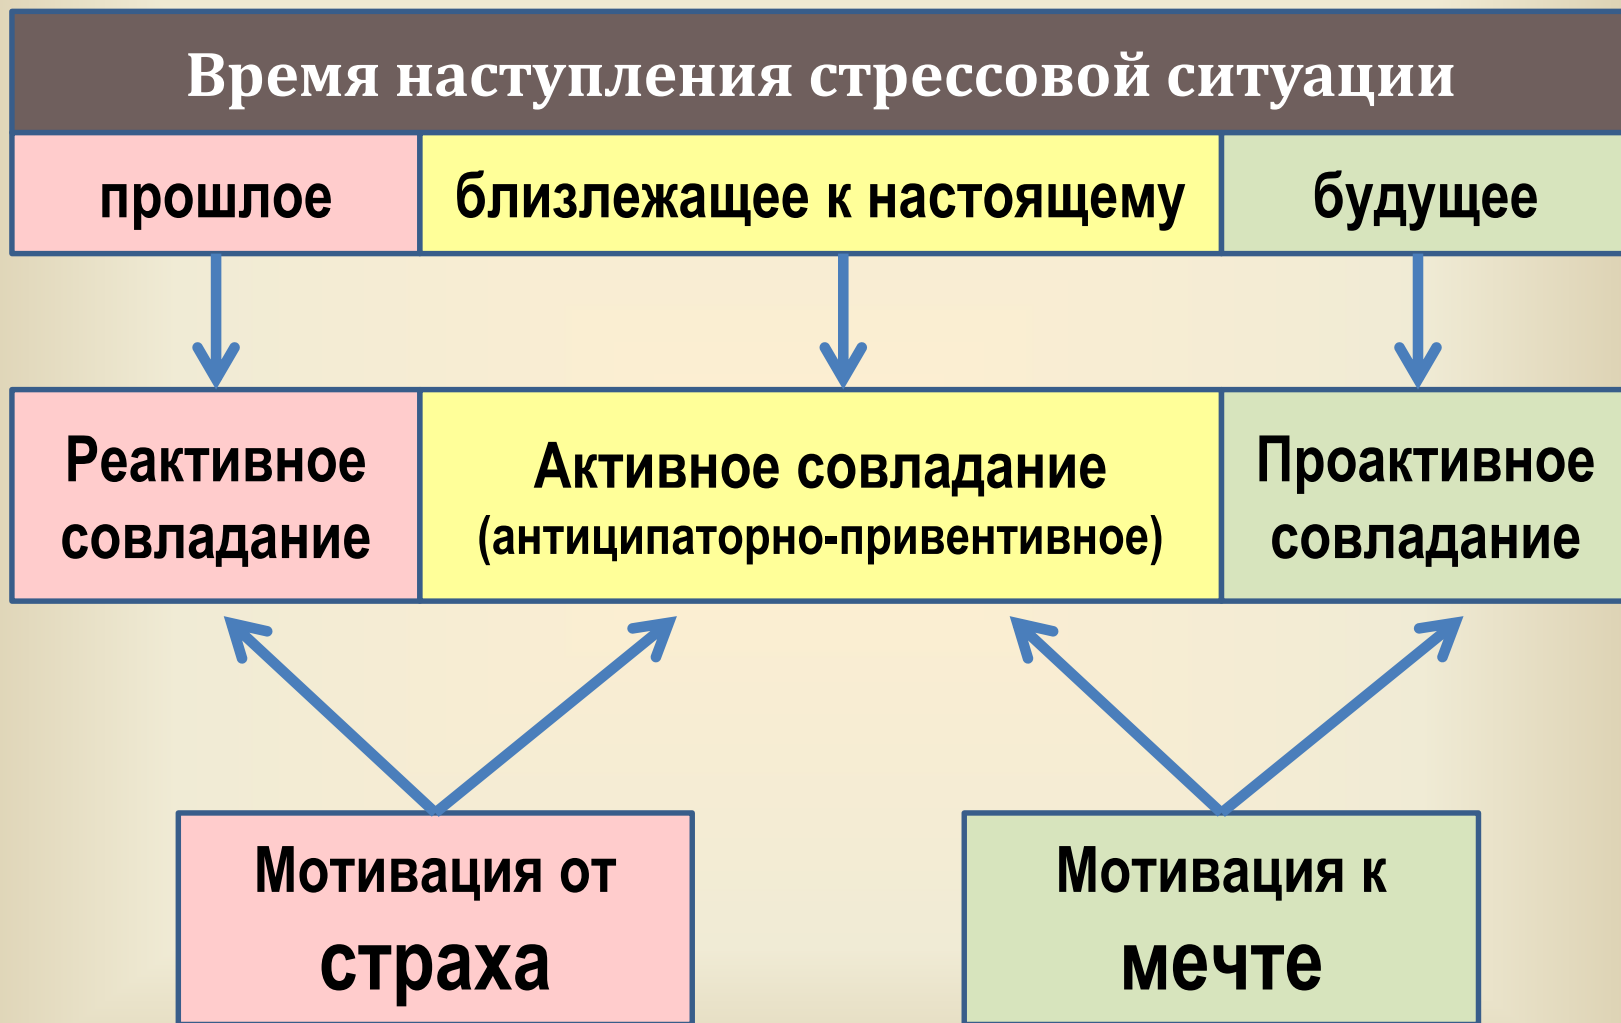 Время наступления стрессовой ситуации
прошлое
близлежащее к настоящему
будущее
Реактивное
совладание
Активное совладание
(антиципаторно-привентивное)
Проактивное
совладание
Мотивация от
страха
Мотивация к
мечте